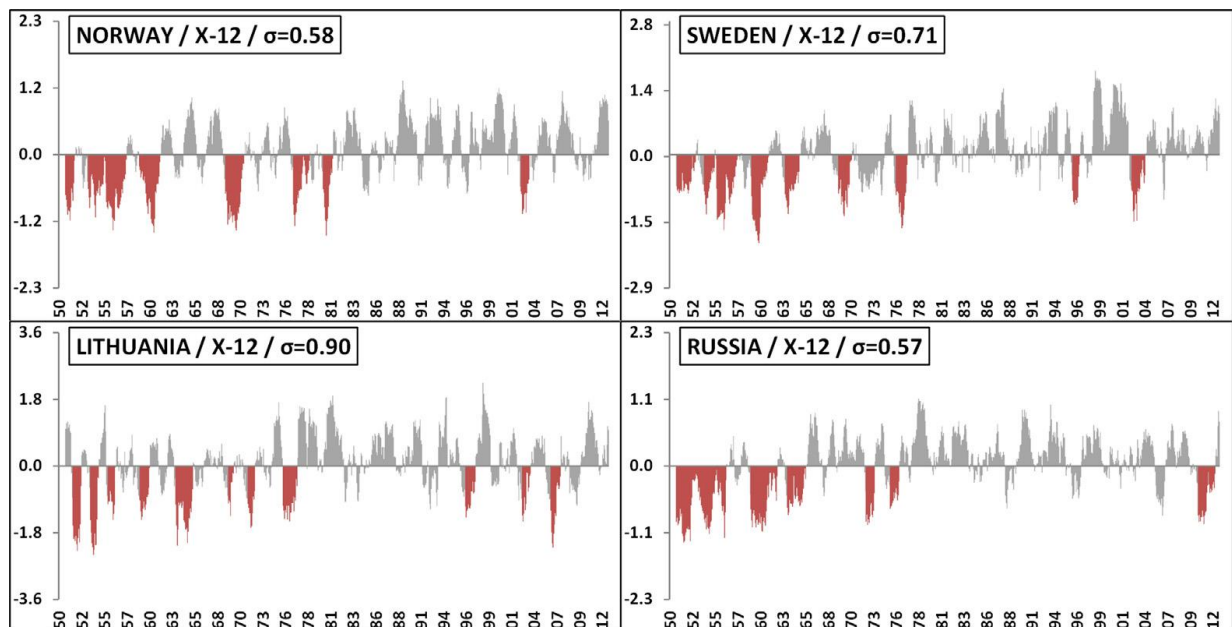 NORWAY / X-12 / σ=0.58
2.3
1.2
0.0
-1.2
-2.3
50 52 55 57 60 63 65 68 70 73 76 78 81 83 86 88 91 94 96 99 01 04 07 09 12
SWEDEN / X-12 / σ=0.71
2.8
1.4
0.0
-1.5
-2.9
50 52 55 57 60 63 65 68 70 73 76 78 81 83 86 88 91 94 96 99 01 04 07 09 12
LITHUANIA / X-12 / σ=0.90
3.6
1.8
0.0
-1.8
-3.6
50 52 55 57 60 63 65 68 70 73 76 78 81 83 86 88 91 94 96 99 01 04 07 09 12
RUSSIA / X-12 / σ=0.57
2.3
1.1
0.0
-1.1
-2.3
50 52 55 57 60 63 65 68 70 73 76 78 81 83 86 88 91 94 96 99 01 04 07 09 12